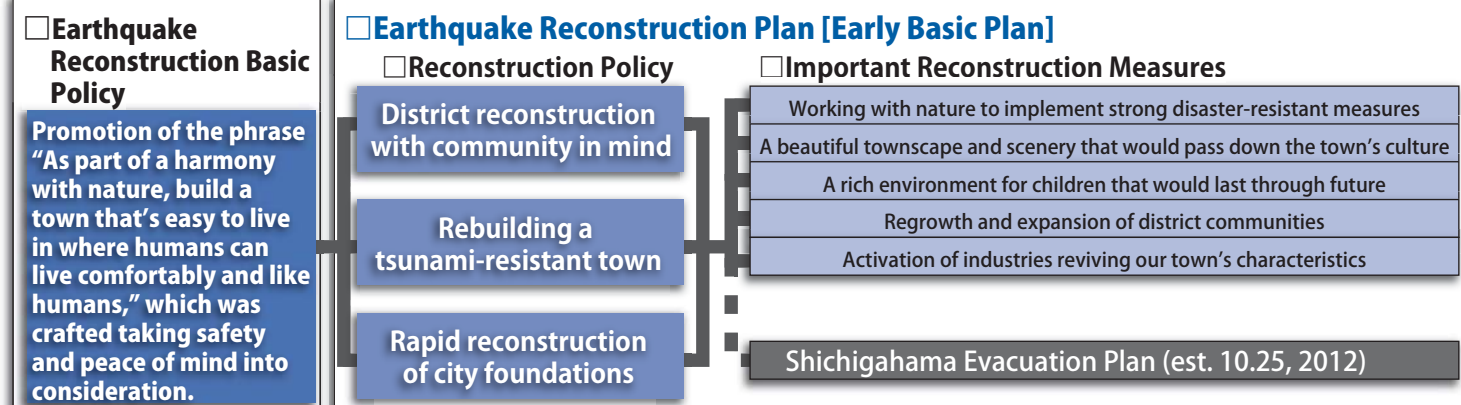 □Earthquake
Reconstruction Basic
Policy
Promotion of the phrase
“As part of a harmony
with nature, build a
town that’s easy to live
in where humans can
live comfortably and like
humans,” which was
crafted taking safety
and peace of mind into
consideration.
□Earthquake Reconstruction Plan [Early Basic Plan]
□Reconstruction Policy
District reconstruction
with community in mind
Rebuilding a
tsunami-resistant town
Rapid reconstruction
of city foundations
□Important Reconstruction Measures
Working with nature to implement strong disaster-resistant measures
A beautiful townscape and scenery that would pass down the town’s culture
A rich environment for children that would last through future
Regrowth and expansion of district communities
Activation of industries reviving our town’s characteristics
Shichigahama Evacuation Plan (est. 10.25, 2012)